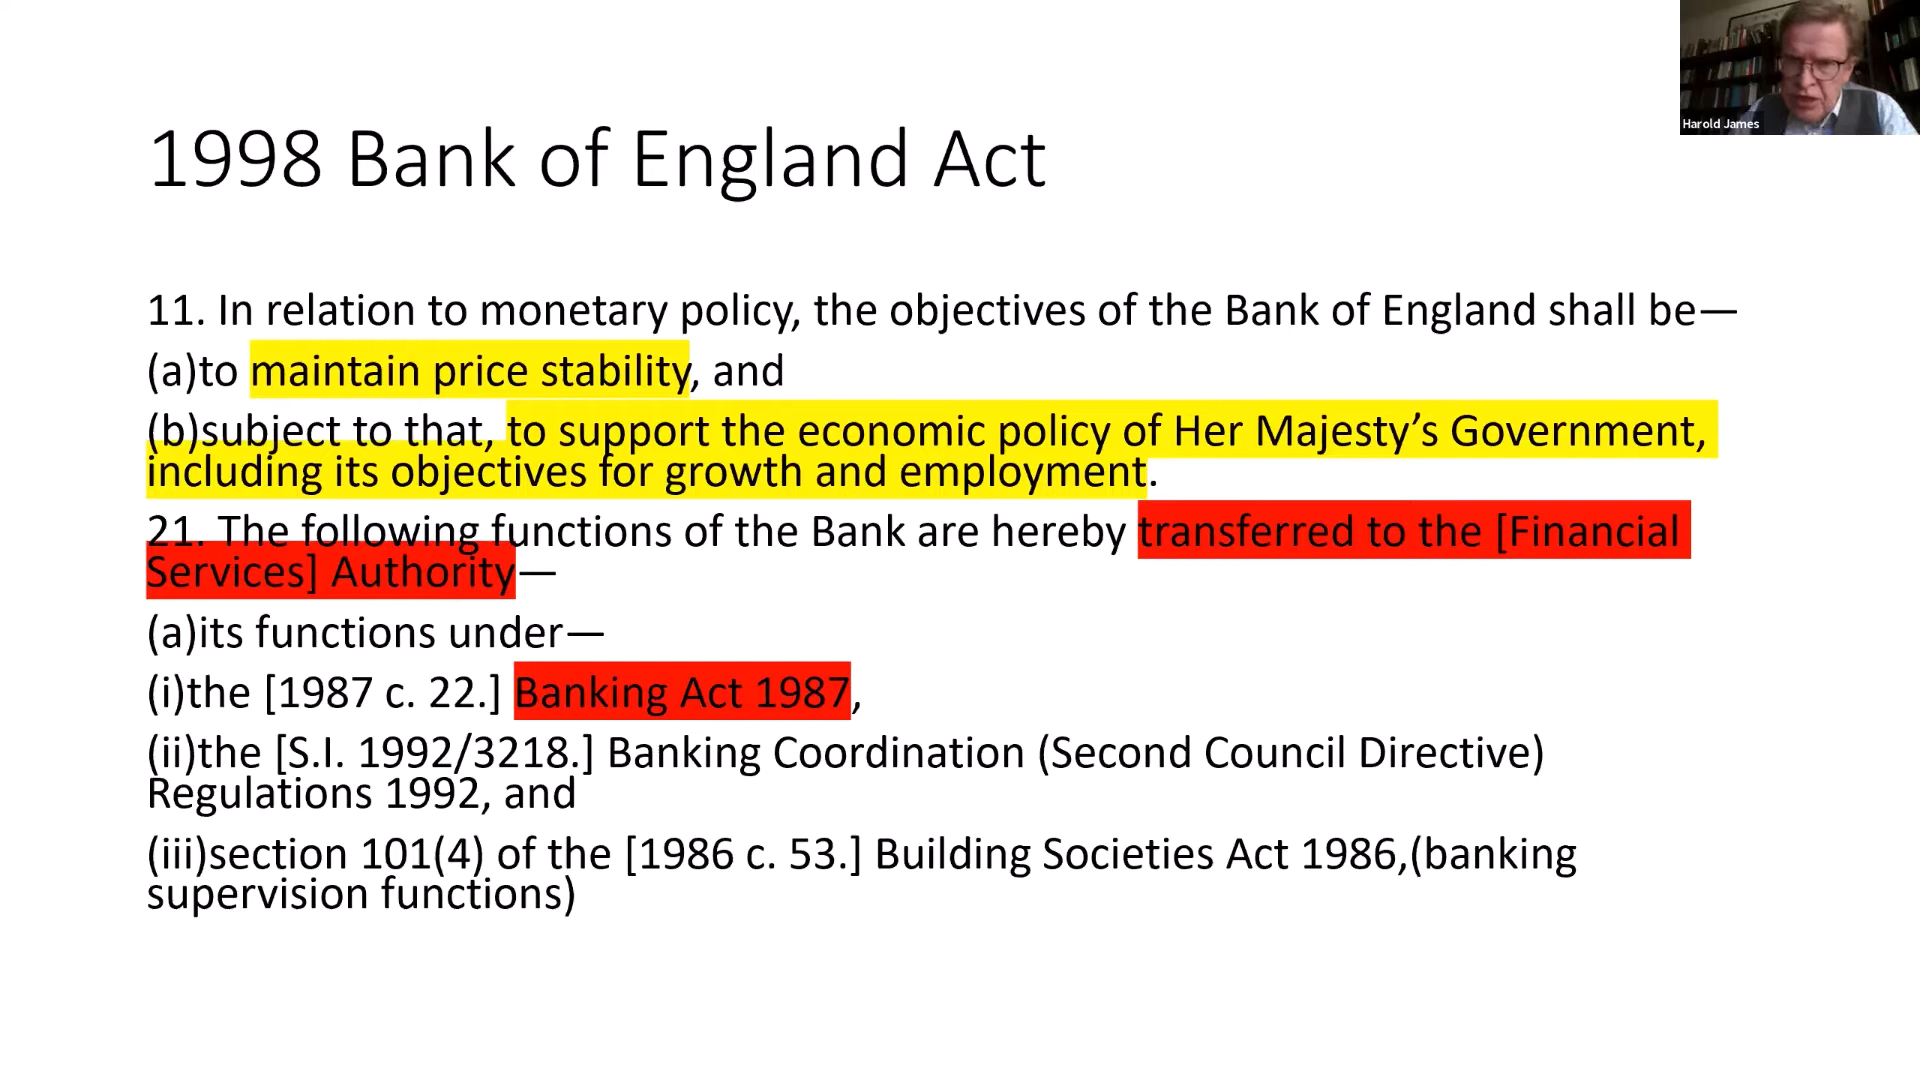 Harold James
1998 Bank of England Act
11. In relation to monetary policy, the objectives of the Bank of England shall be—
(a)to maintain price stability, and
(b)subject to that, to support the economic policy of Her Majesty’s Government,
including its objectives for growth and employment.
21. The following functions of the Bank are hereby transferred to the [Financial
Services] Authority—
(a)its functions under—
(i)the [1987 c. 22.] Banking Act 1987,
(ii)the [S.I. 1992/3218.] Banking Coordination (Second Council Directive)
Regulations 1992, and
(iii)section 101(4) of the [1986 c. 53.] Building Societies Act 1986,(banking
supervision functions)